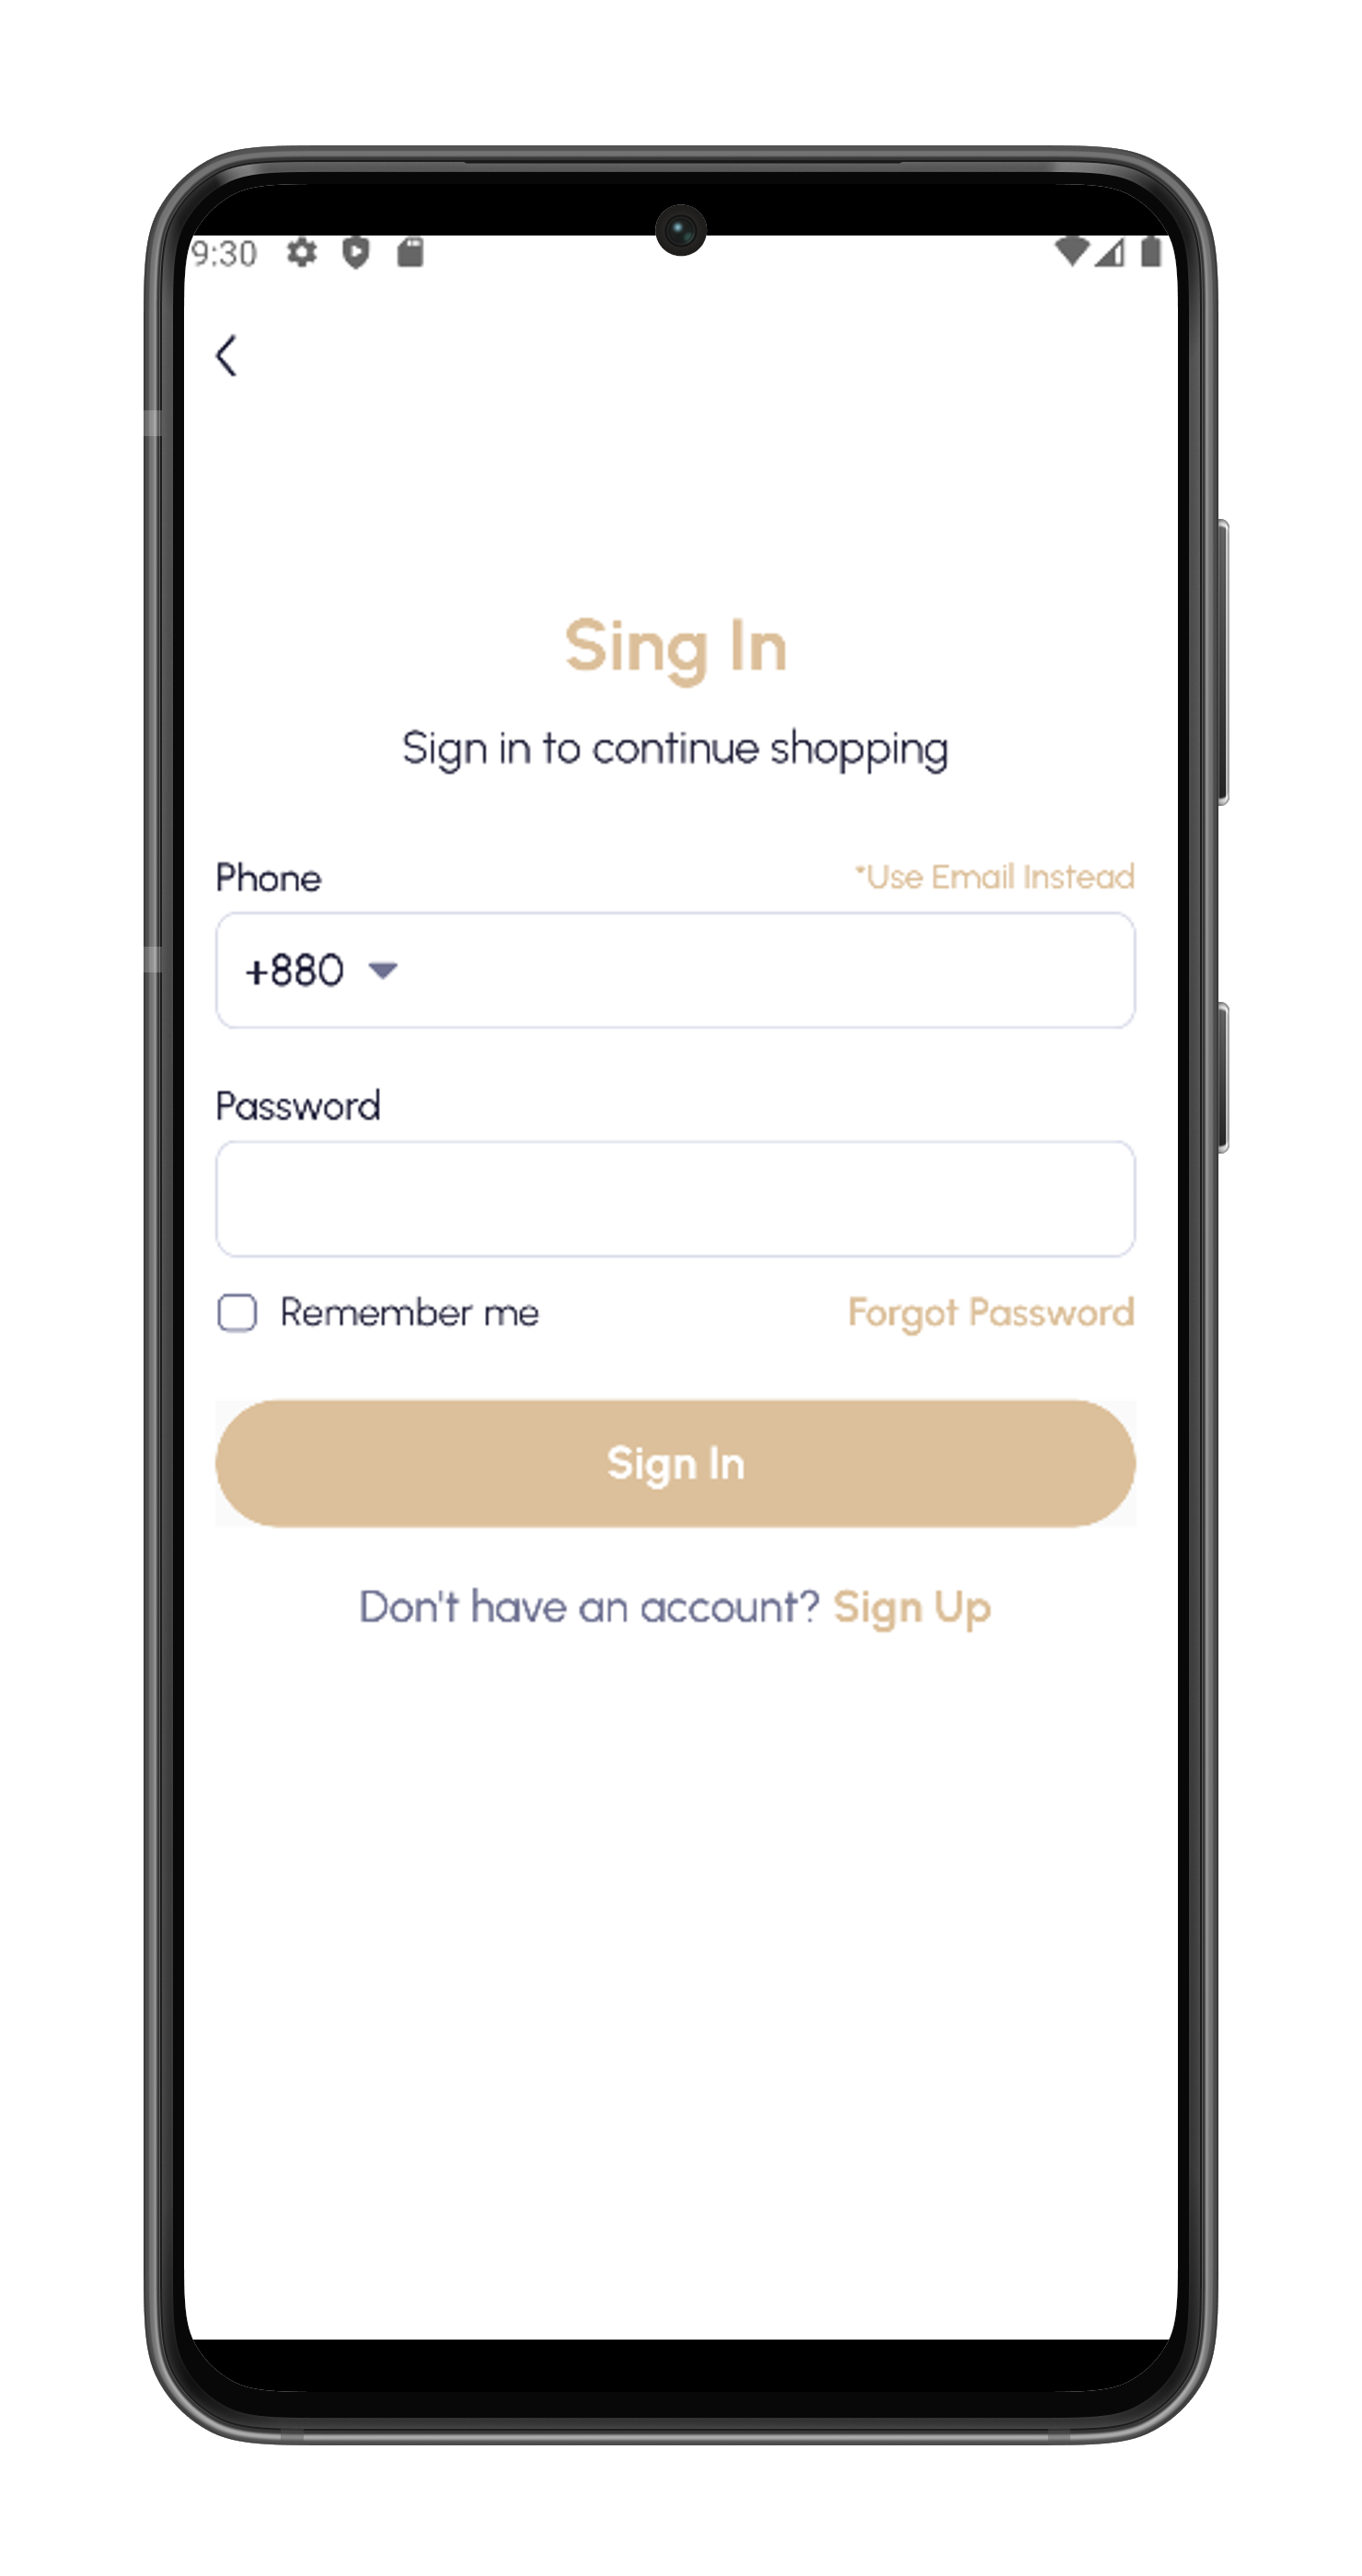 9:30
Sing In
Sign in to continue shopping
Phone *Use Email Instead
+880
Password
Remember me Forgot Password
Sign In
Don't have an account? Sign Up